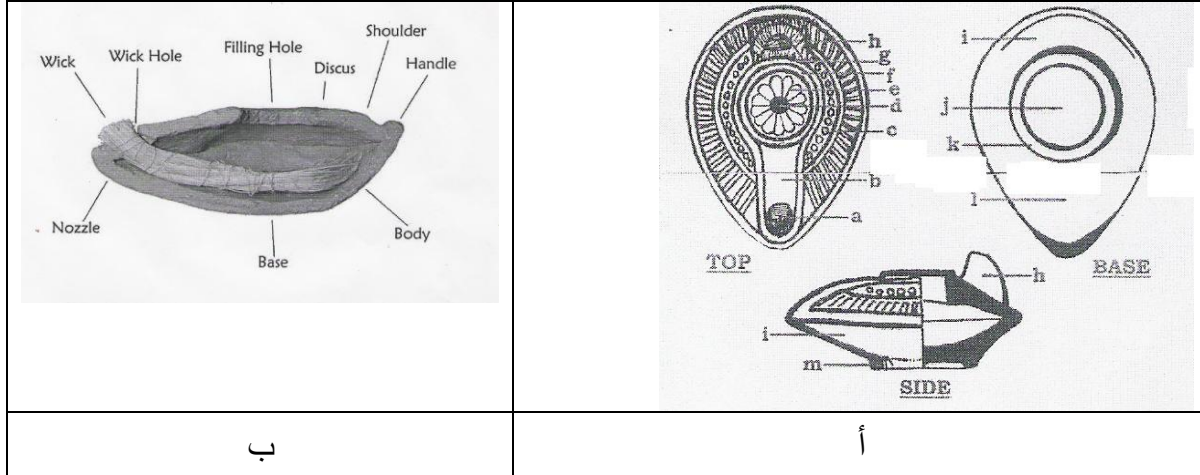 Shoulder
Filling Hole
Wick Hole
Wick
Discus
Handle
Nozzle
Body
Base
h
g
f
e
d
c
b
a
TOP
i
j
k
l
BASE
h
i
m
SIDE
ب
أ